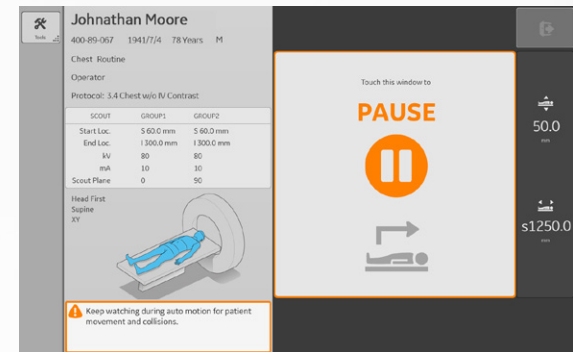 Tools
Johnathan Moore
400-89-067 1941/7/4 78 Years M
Chest Routine
Operator
Protocol: 3.4 Chest w/o IV Contrast
SCOUT GROUP1 GROUP2
Start Loc. S 60.0 mm S 60.0 mm
End Loc. I 300.0 mm I 300.0 mm
kV 80 80
mA 10 10
Scout Plane 0 90
Head First
Supine
XY
Keep watching during auto motion for patient
movement and collisions.
Touch this window to
PAUSE
50.0
mm
s1250.0
mm